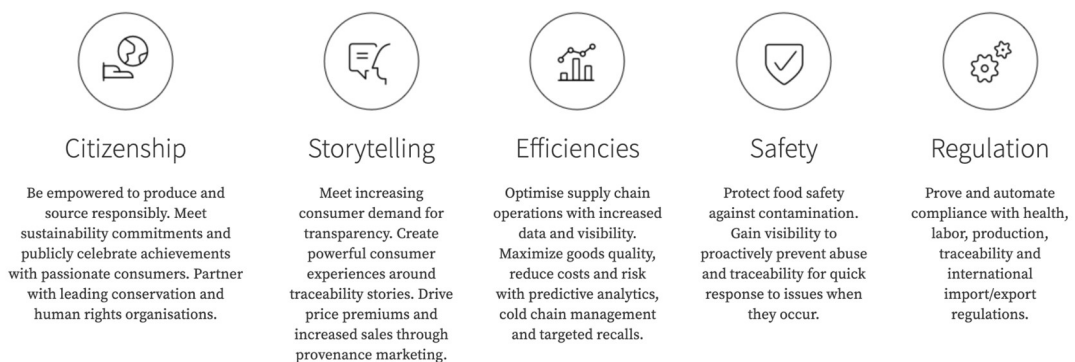 Citizenship
Be empowered to produce and
source responsibly. Meet
sustainability commitments and
publicly celebrate achievements
with passionate consumers. Partner
with leading conservation and
human rights organisations.
Storytelling
Meet increasing
consumer demand for
transparency. Create
powerful consumer
experiences around
traceability stories. Drive
price premiums and
increased sales through
provenance marketing.
Efficiencies
Optimise supply chain
operations with increased
data and visibility.
Maximize goods quality,
reduce costs and risk
with predictive analytics,
cold chain management
and targeted recalls.
Safety
Protect food safety
against contamination.
Gain visibility to
proactively prevent abuse
and traceability for quick
response to issues when
they occur.
Regulation
Prove and automate
compliance with health,
labor, production,
traceability and
international
import/export
regulations.